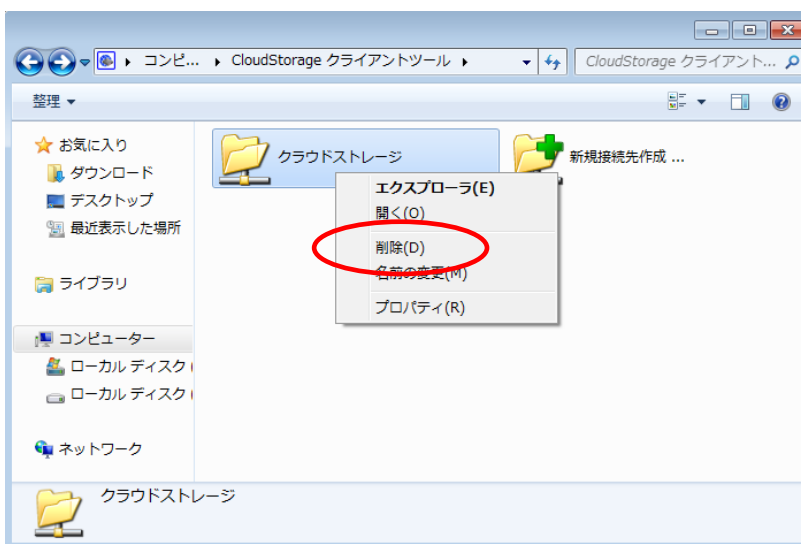 コンピ... ▸ CloudStorage クライアントツール ▸
CloudStorage クライアント...
整理
お気に入り
ダウンロード
デスクトップ
最近表示した場所
ライブラリ
コンピューター
ローカル ディスク (
ローカル ディスク (
ネットワーク
クラウドストレージ
新規接続先作成 ...
エクスプローラ(E)
開く(O)
削除(D)
名前の変更(M)
プロパティ(R)
クラウドストレージ